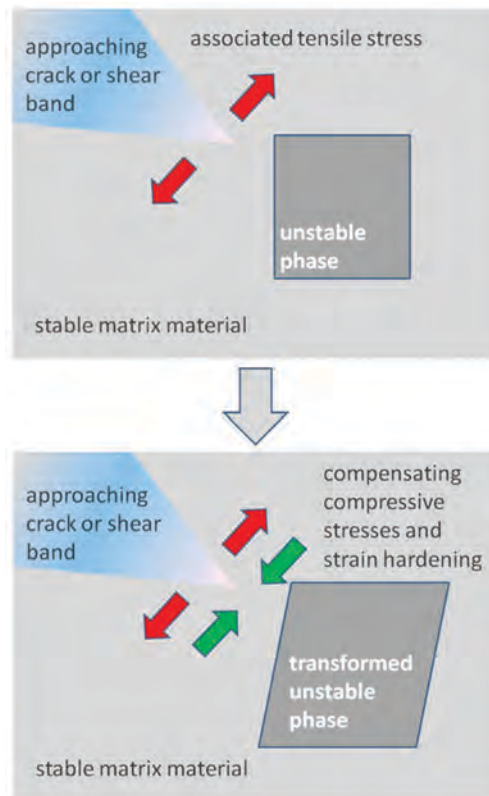 approaching
crack or shear
band
associated tensile stress
unstable
phase
stable matrix material
approaching
crack or shear
band
compensating
compressive
stresses and
strain hardening
transformed
unstable
phase
stable matrix material